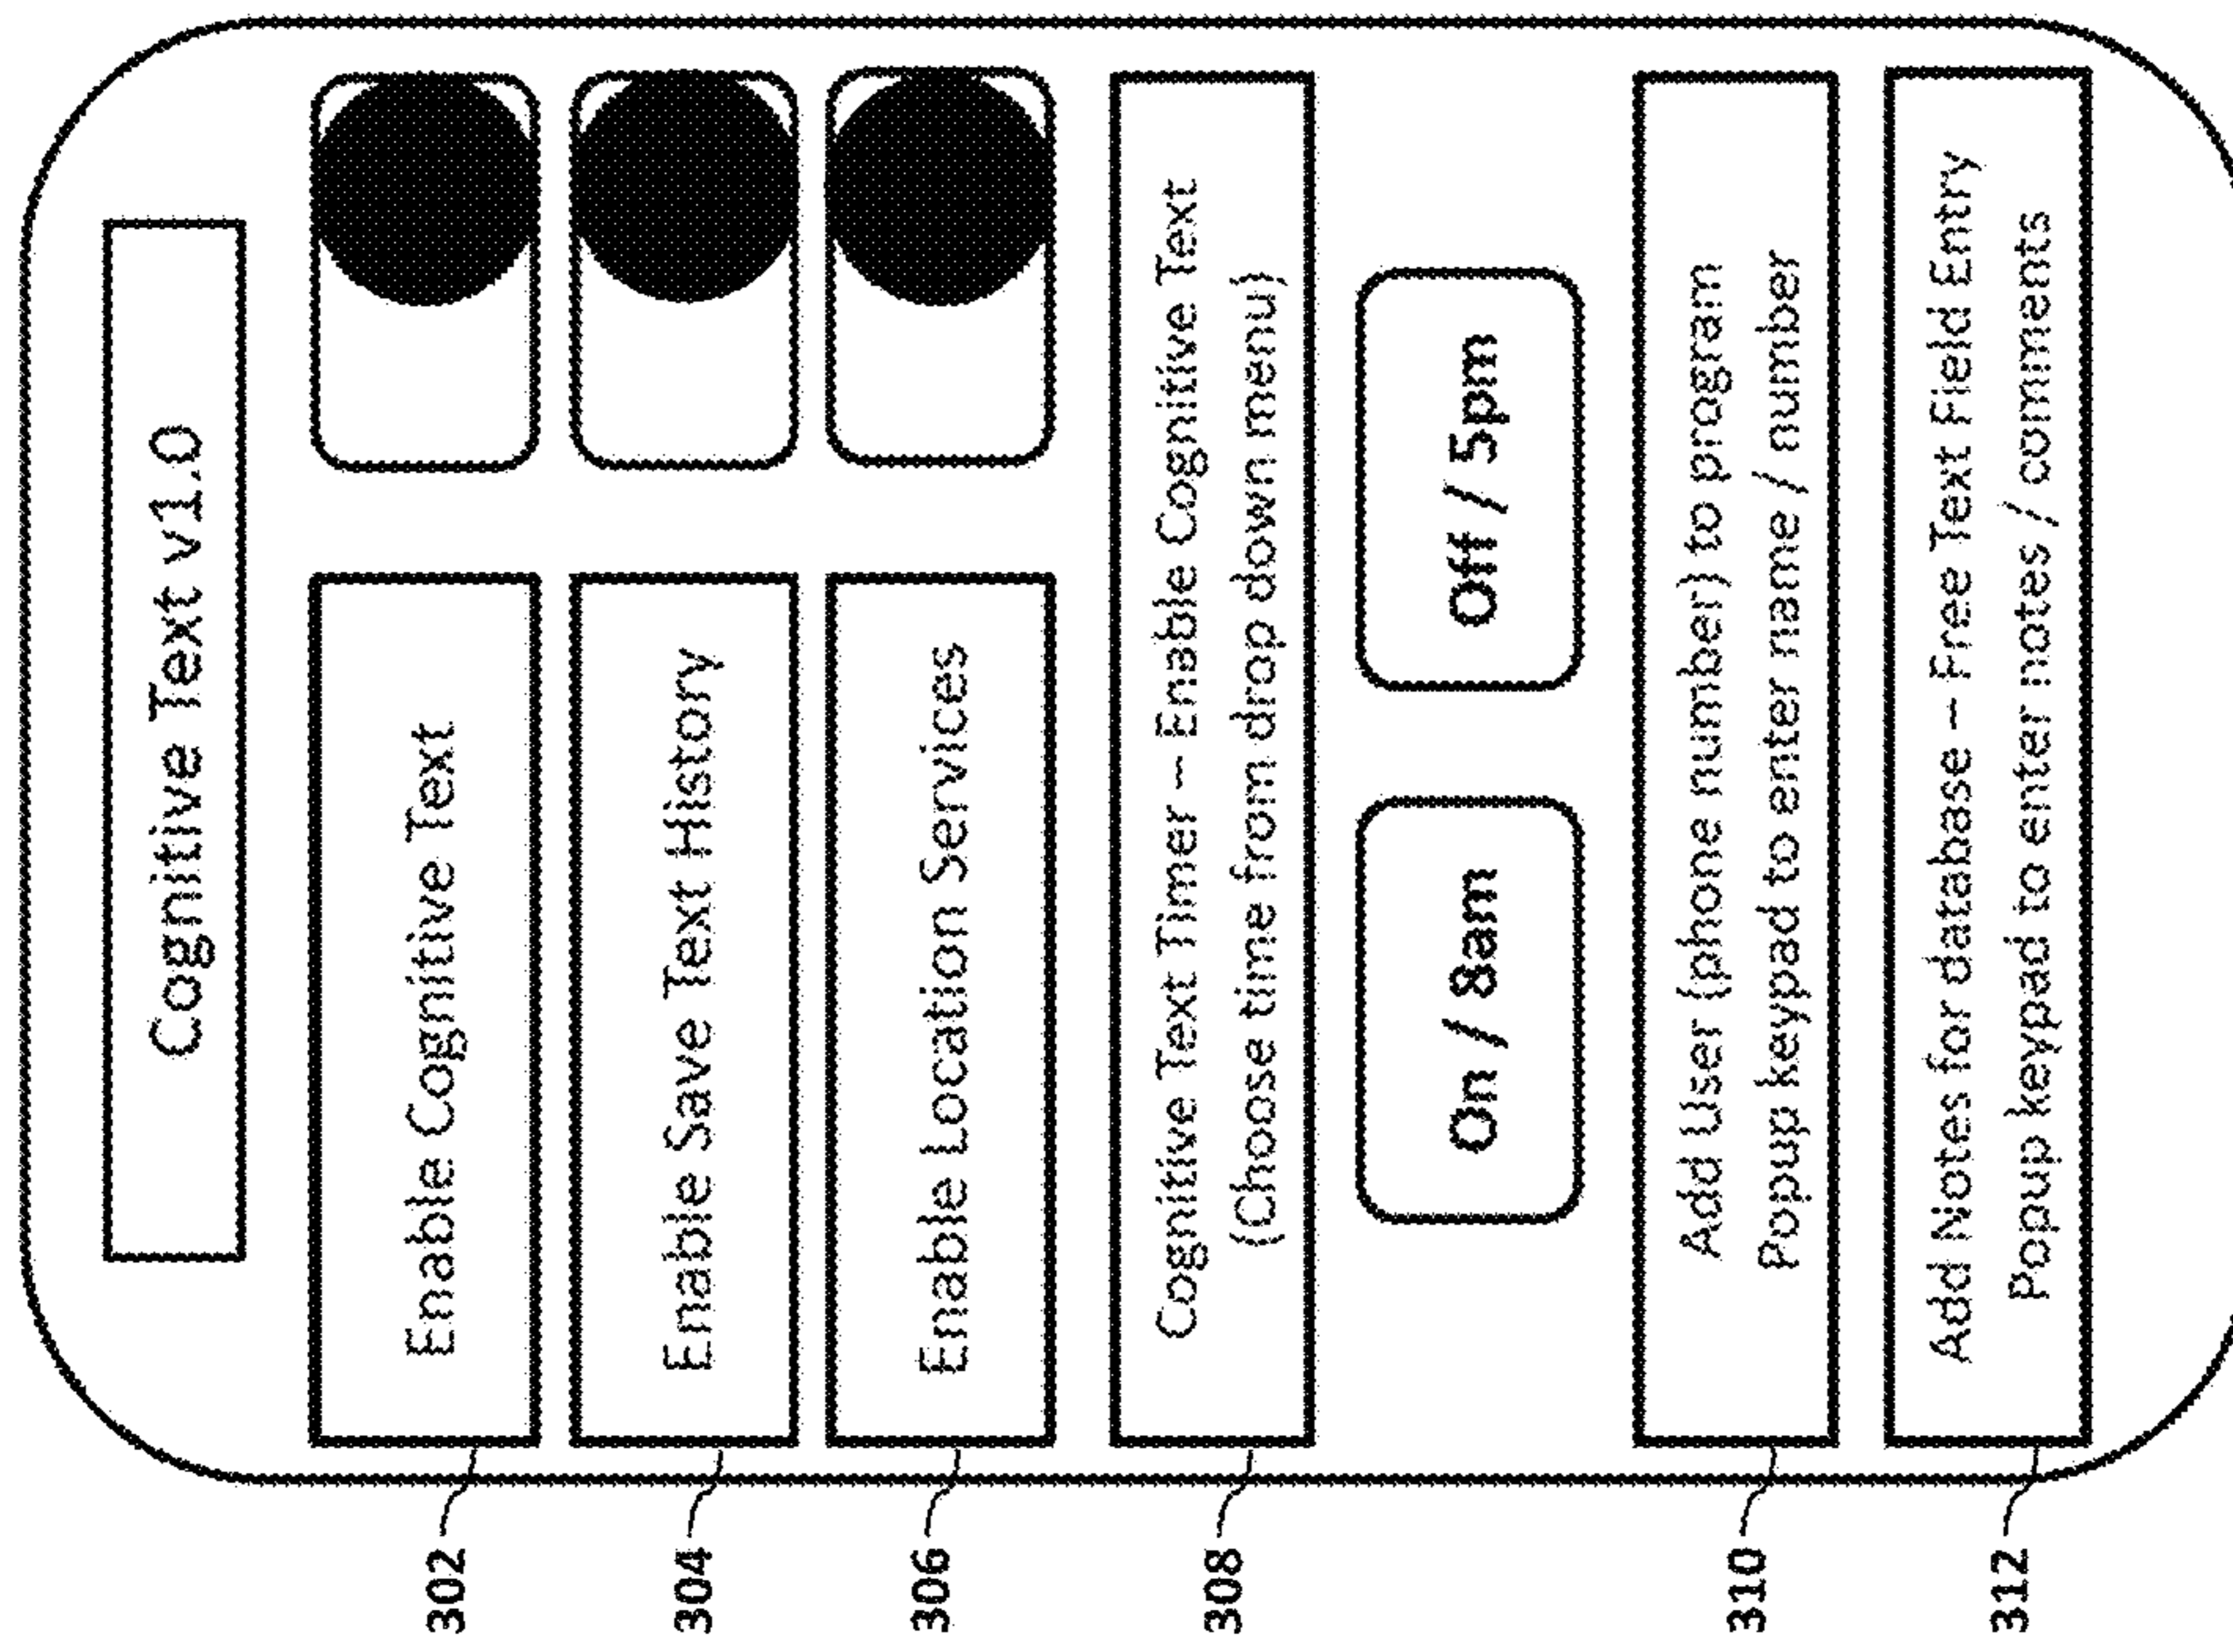 Cognitive Text v1.0
302
Enable Cognitive Text
304
Enable Save Text History
306
Enable Location Services
308
Cognitive Text Timer – Enable Cognitive Text
(Choose time from drop down menu)
On / 8am
Off / 5pm
310
Add User (phone number) to program
Popup keypad to enter name / number
312
Add Notes for database – Free Text Field Entry
Popup keypad to enter notes / comments